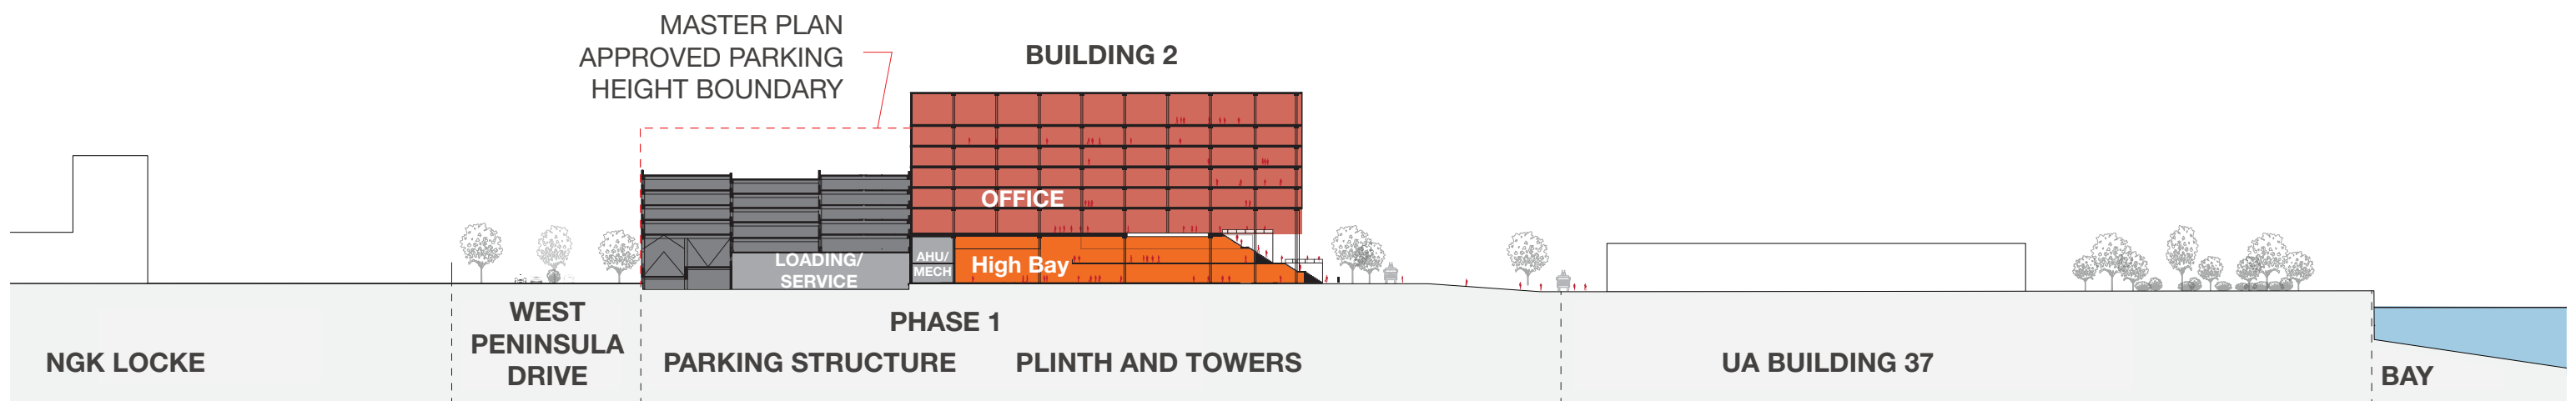 MASTER PLAN
APPROVED PARKING
HEIGHT BOUNDARY
BUILDING 2
OFFICE
LOADING/
SERVICE
AHU/
MECH
High Bay
NGK LOCKE
WEST
PENINSULA
DRIVE
PHASE 1
PARKING STRUCTURE
PLINTH AND TOWERS
UA BUILDING 37
BAY